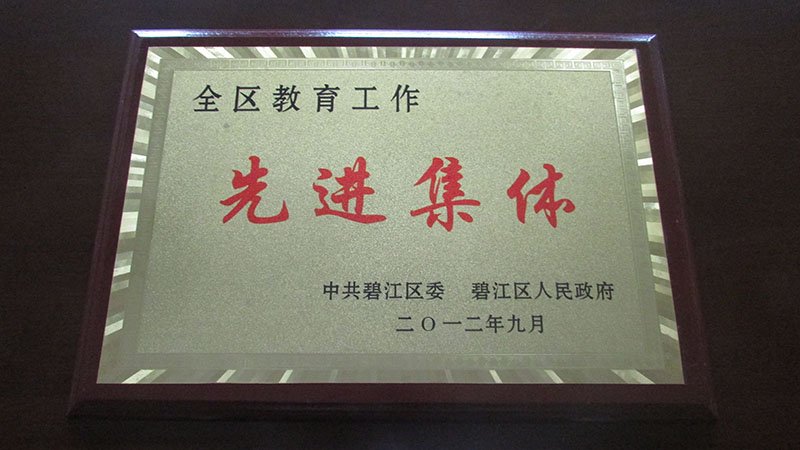 全区教育工作
先进集体
中共碧江区委 碧江区人民政府
二〇一二年九月